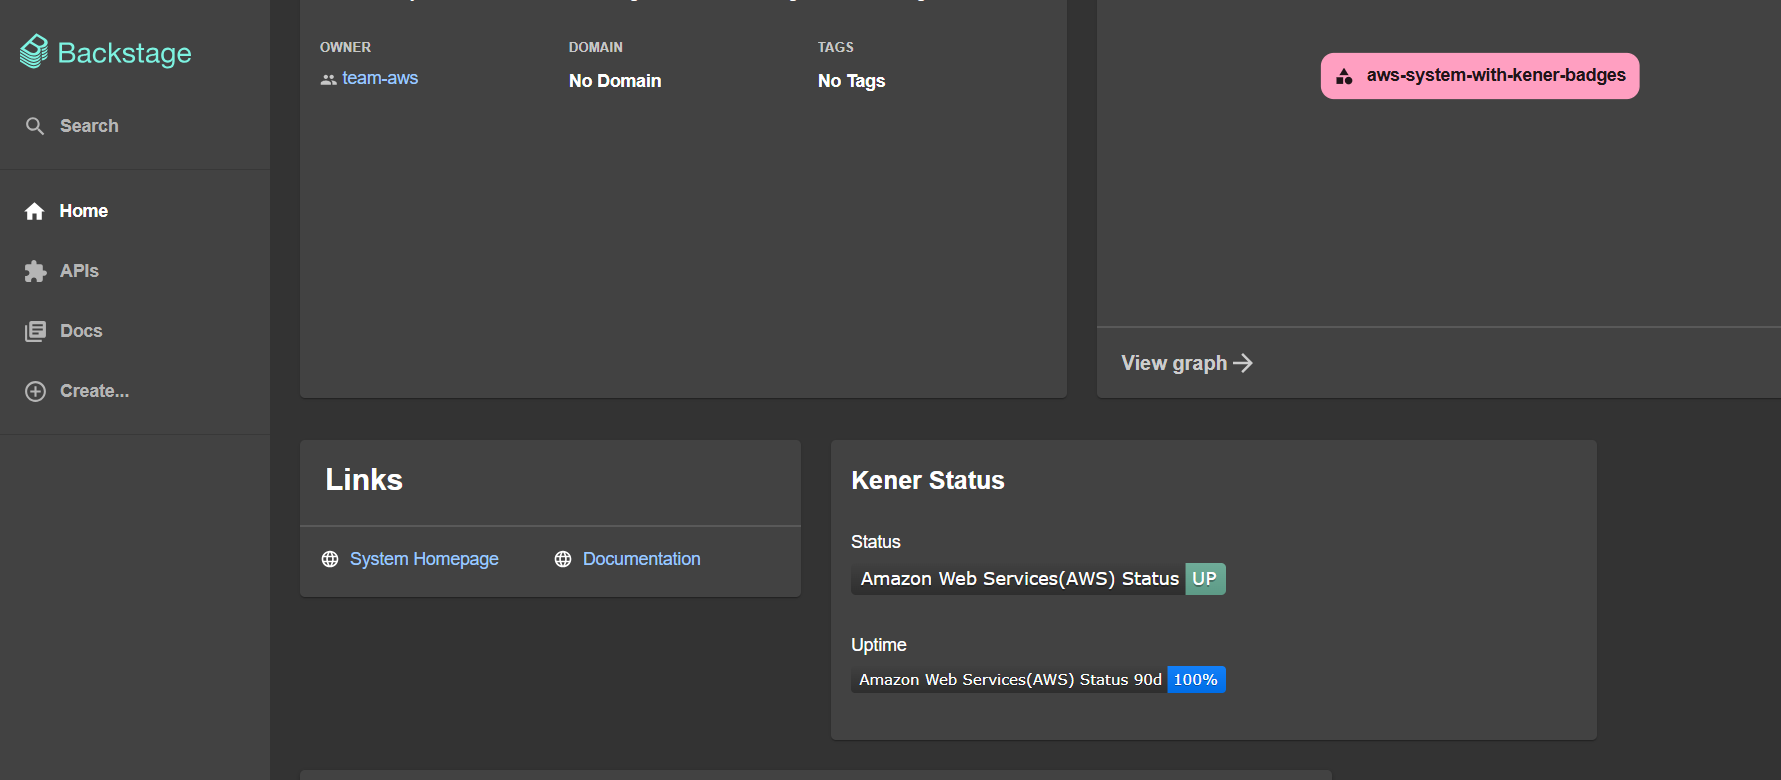 Backstage
Search
Home
APIs
Docs
Create...
OWNER
team-aws
DOMAIN
No Domain
TAGS
No Tags
aws-system-with-kener-badges
View graph
Links
System Homepage
Documentation
Kener Status
Status
Amazon Web Services(AWS) Status UP
Uptime
Amazon Web Services(AWS) Status 90d 100%